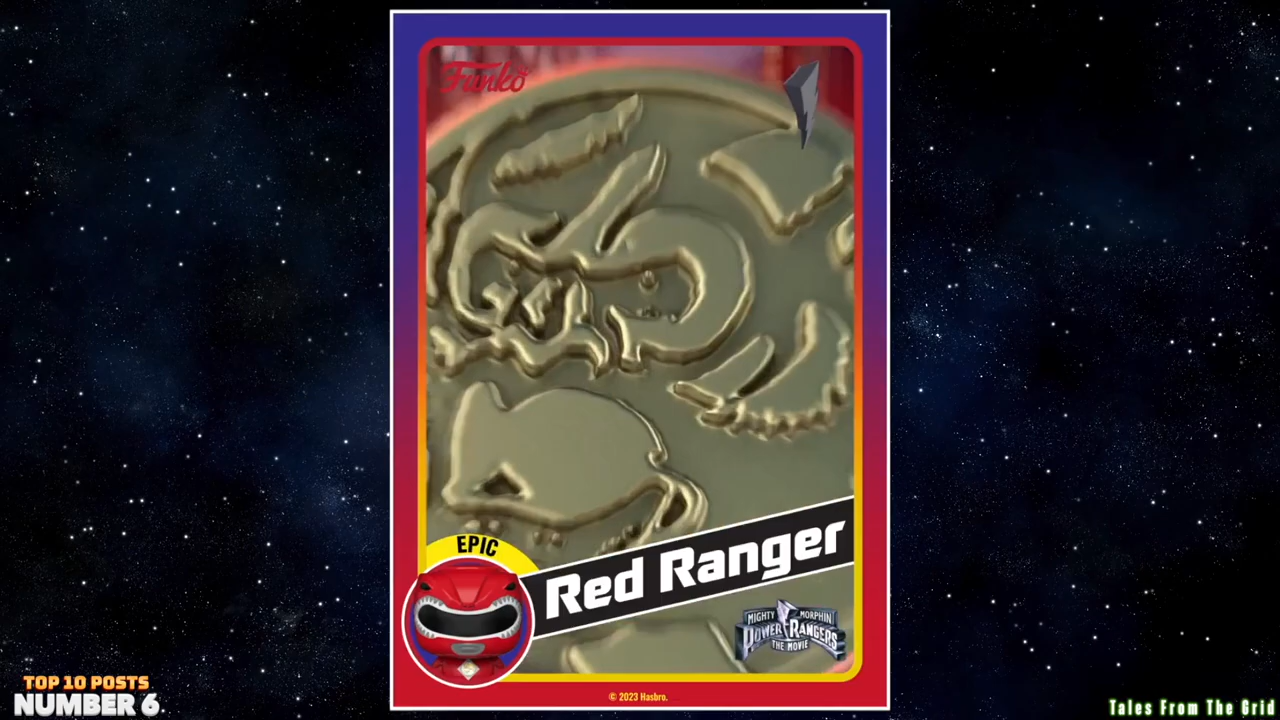 Funko
EPIC
Red Ranger
MIGHTY MORPHIN
POWER RANGERS
THE MOVIE
© 2023 Hasbro.
TOP 10 POSTS
NUMBER 6
Tales From The Grid